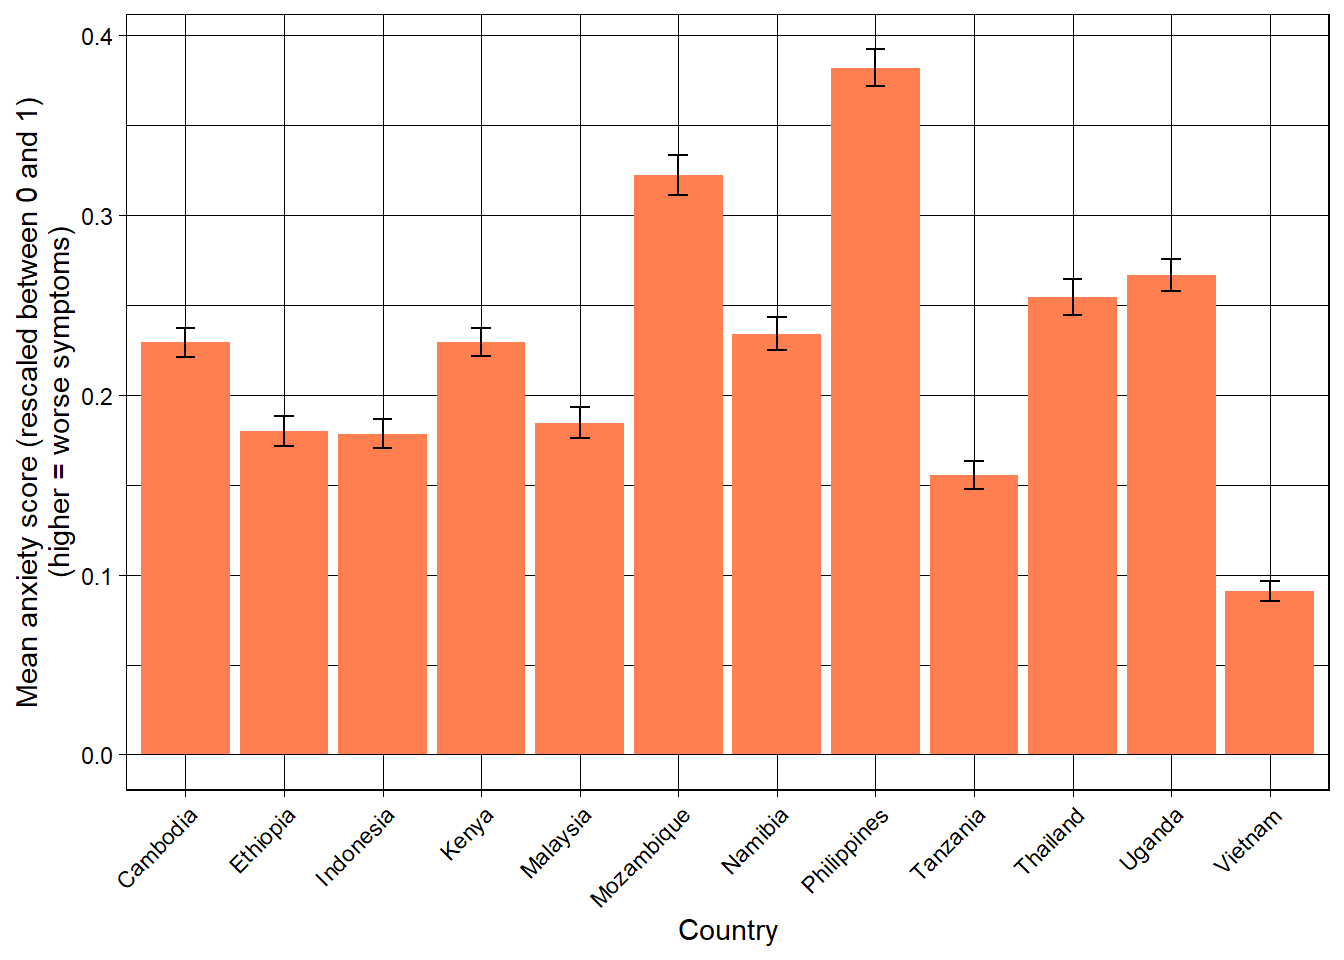 Mean anxiety score (rescaled between 0 and 1)
(higher = worse symptoms)
0.4
0.3
0.2
0.1
0.0
Cambodia
Ethiopia
Indonesia
Kenya
Malaysia
Mozambique
Namibia
Philippines
Tanzania
Thailand
Uganda
Vietnam
Country